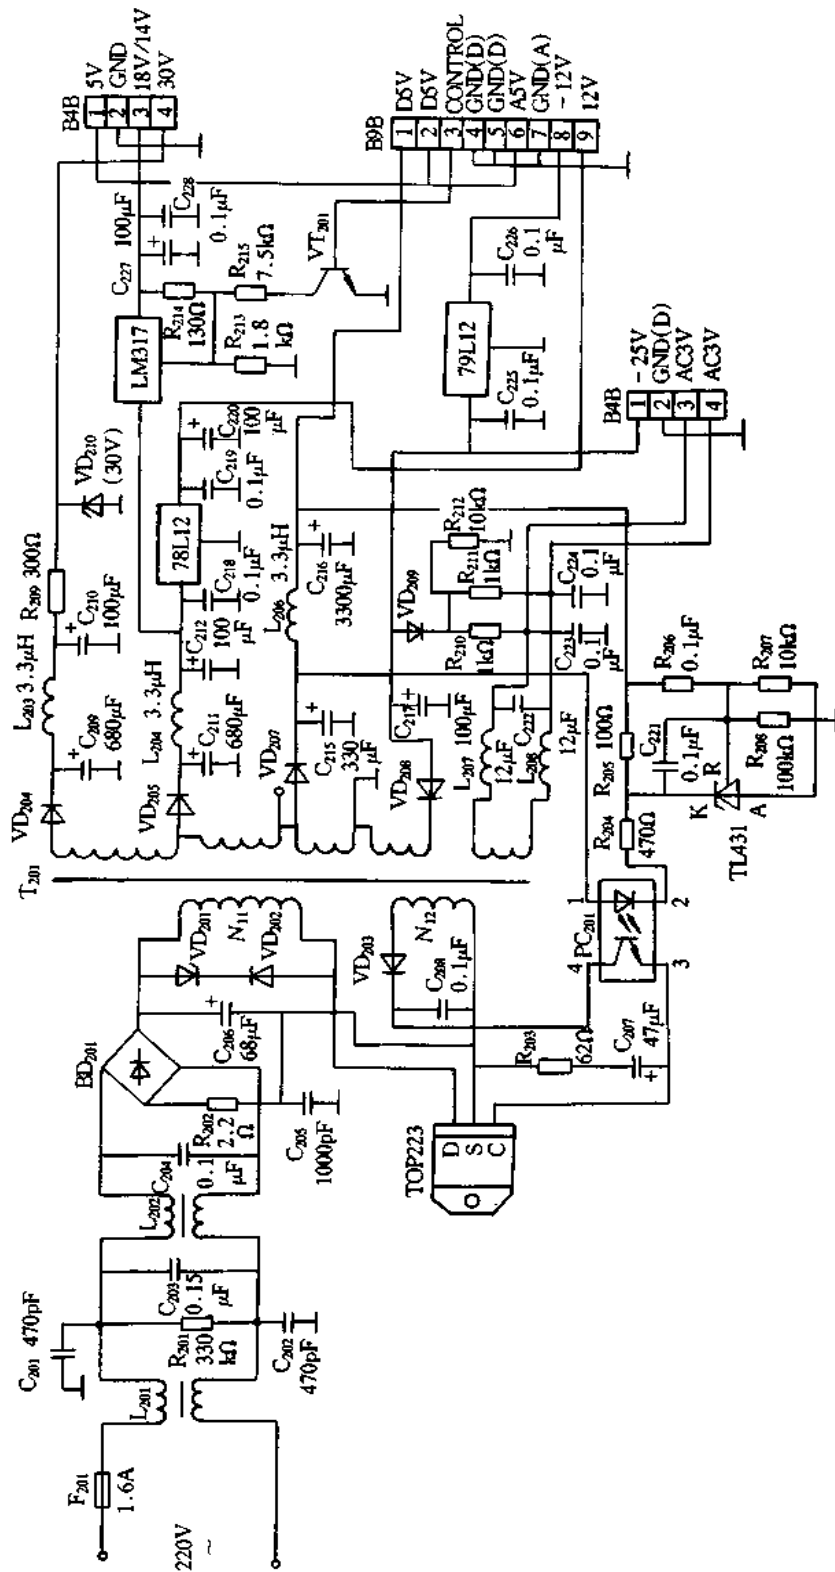 220V
~
F201
1.6A
C201 470pF
L201
R201
330
kΩ
C202
470pF
C203
0.15
μF
L202
C204
0.1
μF
BD201
R202
2.2
Ω
C205
1000pF
C206
68μF
VD201
N11
VD202
T201
VD203
N12
C208
0.1μF
TOP223
D
S
C
R203
62Ω
C207
47μF
4
PC201
3
1
2
VD204
C209
680μF
L203 3.3μH
C210
100μF
R209 300Ω
VD210
(30V)
VD205
C211
680μF
L204
3.3μH
C212
100
μF
C218
0.1μF
78L12
C219
0.1μF
C220
100
μF
LM317
C227
100μF
C228
0.1μF
R214
130Ω
R213
1.8
kΩ
R215
7.5kΩ
VT201
VD207
C215
330
μF
L206
3.3μH
C216
3300μF
VD208
C217
100μF
VD209
R210
1kΩ
R211
1kΩ
R212
10kΩ
L207
12μF
C222
L208
12μF
C223
0.1
μF
C224
0.1
μF
79L12
C225
0.1μF
C226
0.1
μF
R204
470Ω
R205
100Ω
R206
0.1μF
R207
10kΩ
C221
0.1μF
R208
100kΩ
K
R
A
TL431
B4B
1 5V
2 GND
3 18V/14V
4 30V
B9B
1 D5V
2 D5V
3 CONTROL
4 GND(D)
5 GND(D)
6 A5V
7 GND(A)
8 -12V
9 12V
B4B
1 -25V
2 GND(D)
3 AC3V
4 AC3V